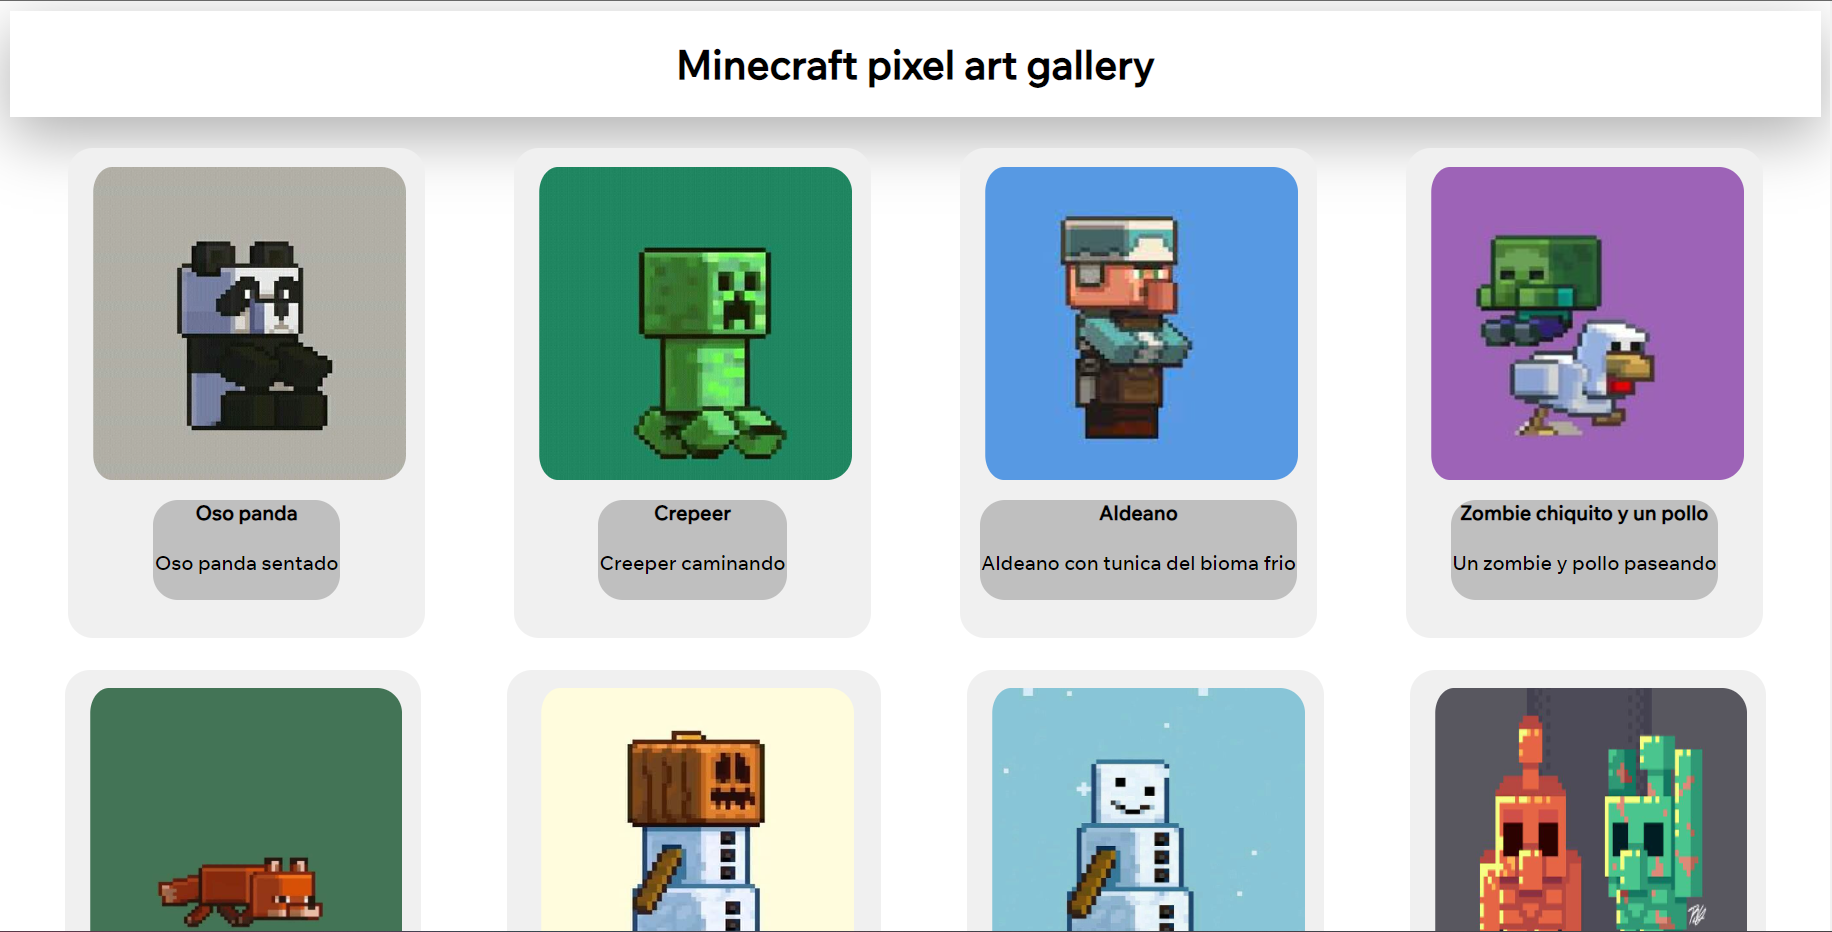 Minecraft pixel art gallery
Oso panda
Oso panda sentado
Crepeer
Creeper caminando
Aldeano
Aldeano con tunica del bioma frio
Zombie chiquito y un pollo
Un zombie y pollo paseando